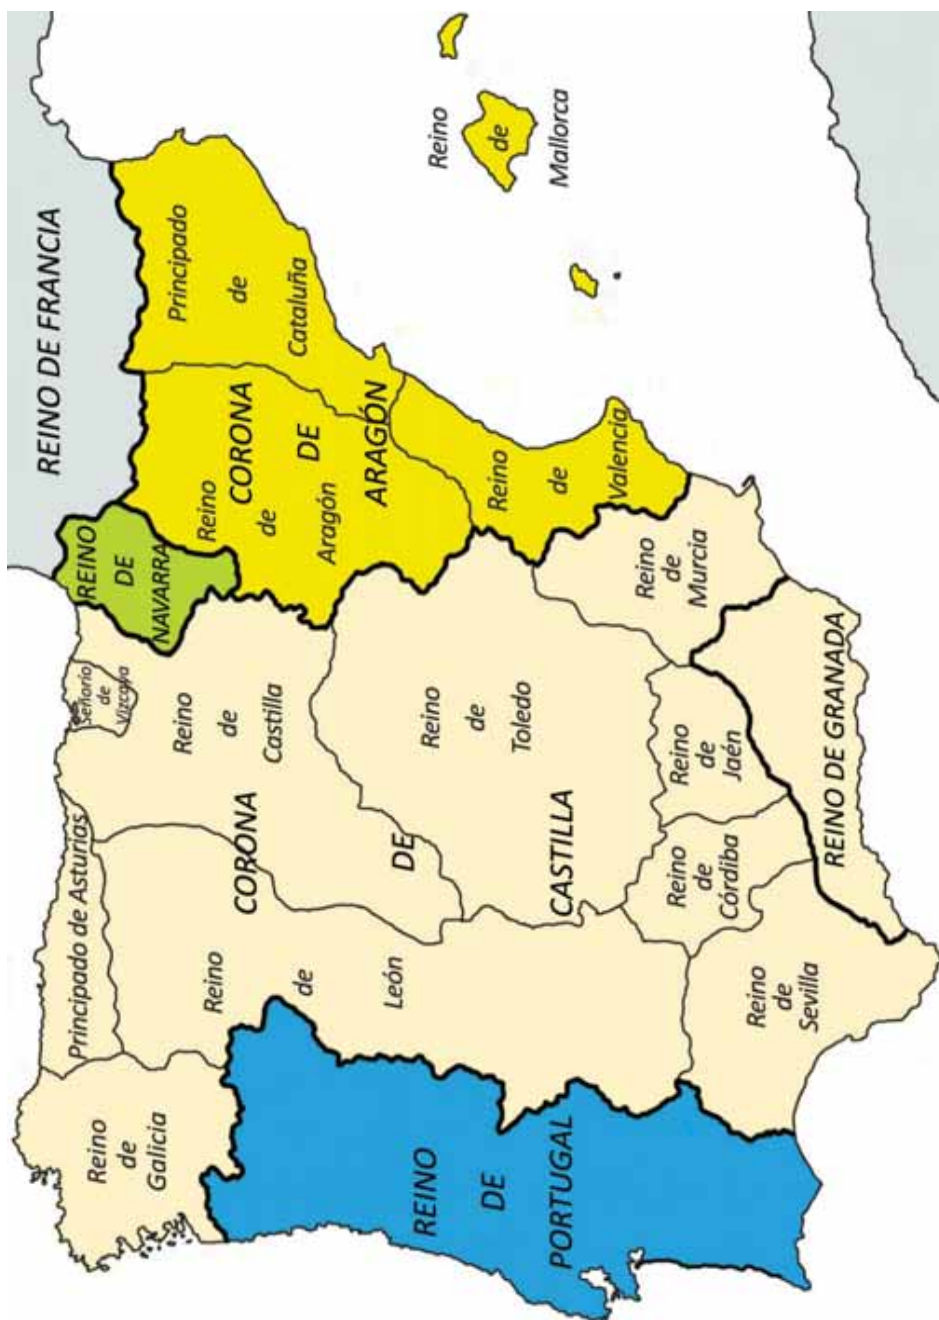 REINO DE FRANCIA
REINO
DE
NAVARRA
Principado de Asturias
Señorío
de
Vizcaya
Reino
de
Galicia
Reino
de
León
Reino
de
Castilla
CORONA
DE
CASTILLA
Reino
de
Toledo
Reino
de
Aragón
CORONA
DE
ARAGÓN
Principado
de
Cataluña
Reino
de
Mallorca
Reino
de
Valencia
Reino
de
Murcia
Reino
de
Jaén
Reino
de
Córdiba
Reino
de
Sevilla
REINO DE GRANADA
REINO
DE
PORTUGAL